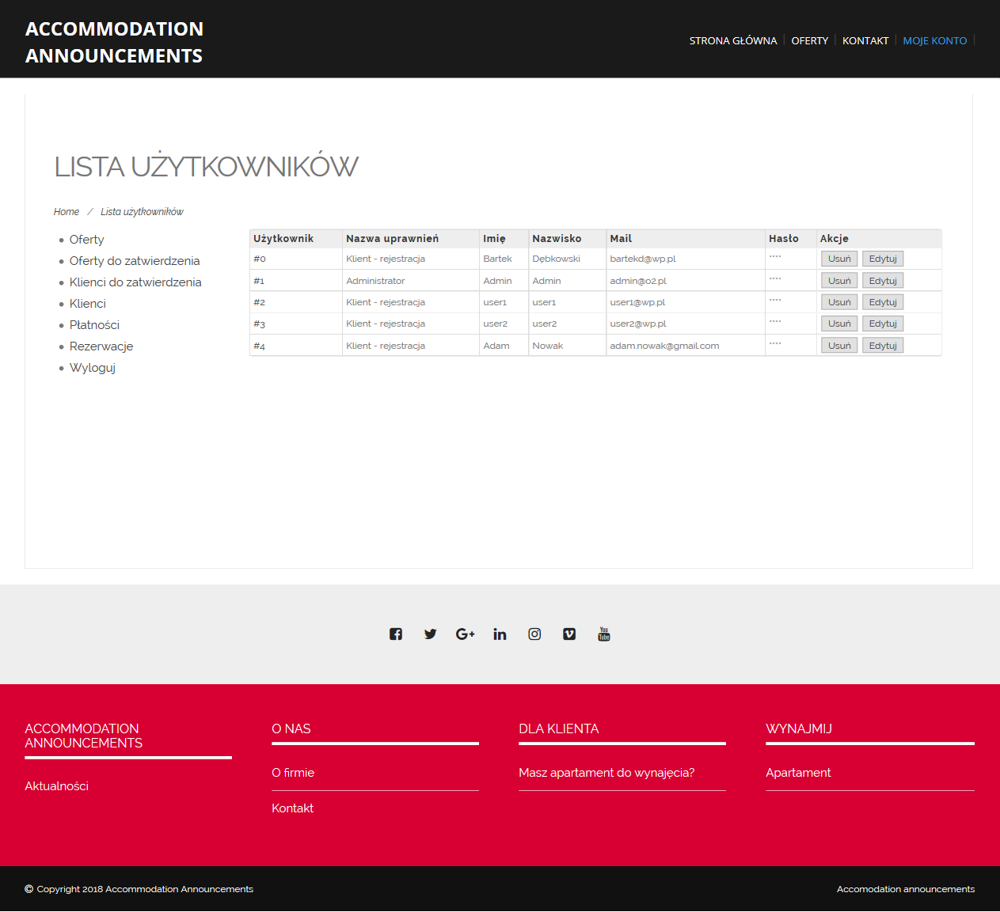 ACCOMMODATION
ANNOUNCEMENTS
STRONA GŁÓWNA OFERTY KONTAKT MOJE KONTO
LISTA UŻYTKOWNIKÓW
Home / Lista użytkowników
Oferty
Oferty do zatwierdzenia
Klienci do zatwierdzenia
Klienci
Płatności
Rezerwacje
Wyloguj
Użytkownik Nazwa uprawnień Imię Nazwisko Mail Hasło Akcje
#0 Klient - rejestracja Bartek Dębkowski bartekd@wp.pl **** Usuń Edytuj
#1 Administrator Admin Admin admin@o2.pl **** Usuń Edytuj
#2 Klient - rejestracja user1 user1 user1@wp.pl **** Usuń Edytuj
#3 Klient - rejestracja user2 user2 user2@wp.pl **** Usuń Edytuj
#4 Klient - rejestracja Adam Nowak adam.nowak@gmail.com **** Usuń Edytuj
You
Tube
ACCOMMODATION
ANNOUNCEMENTS
Aktualności
O NAS
O firmie
Kontakt
DLA KLIENTA
Masz apartament do wynajęcia?
WYNAJMIJ
Apartament
© Copyright 2018 Accommodation Announcements
Accomodation announcements